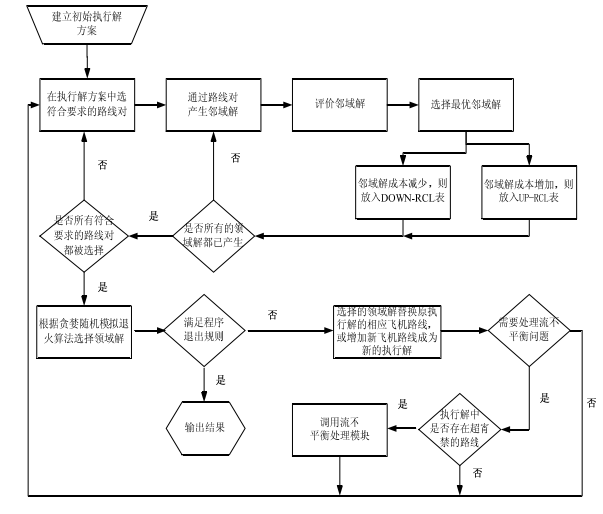 建立初始执行解
方案
在执行解方案中选
符合要求的路线对
通过路线对
产生邻域解
评价邻域解
选择最优邻域解
否
否
邻域解成本减少，则
放入DOWN-RCL表
邻域解成本增加，则
放入UP-RCL表
是否所有符合
要求的路线对
都被选择
是
是否所有的领
域解都已产生
是
根据贪婪随机模拟退
火算法选择领域解
满足程序
退出规则
否
选择的领域解替换原执
行解的相应飞机路线，
或增加新飞机路线成为
新的执行解
需要处理流不
平衡问题
是
是
否
输出结果
调用流不
平衡处理模块
是
执行解中
是否存在超宵
禁的路线
否